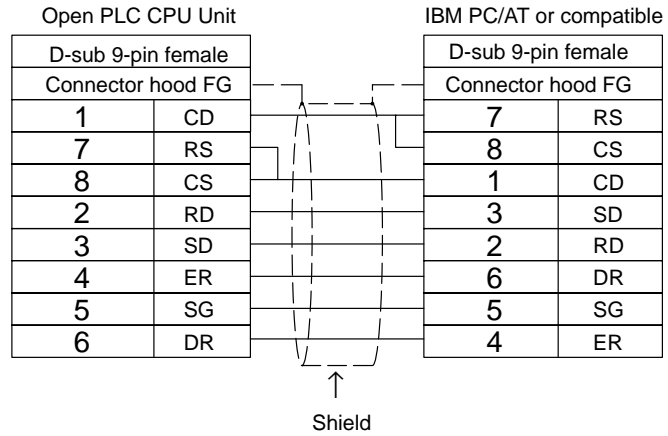 Open PLC CPU Unit IBM PC/AT or compatible
D-sub 9-pin female D-sub 9-pin female
Connector hood FG Connector hood FG
1 CD 7 RS
7 RS 8 CS
8 CS 1 CD
2 RD 3 SD
3 SD 2 RD
4 ER 6 DR
5 SG 5 SG
6 DR 4 ER
Shield